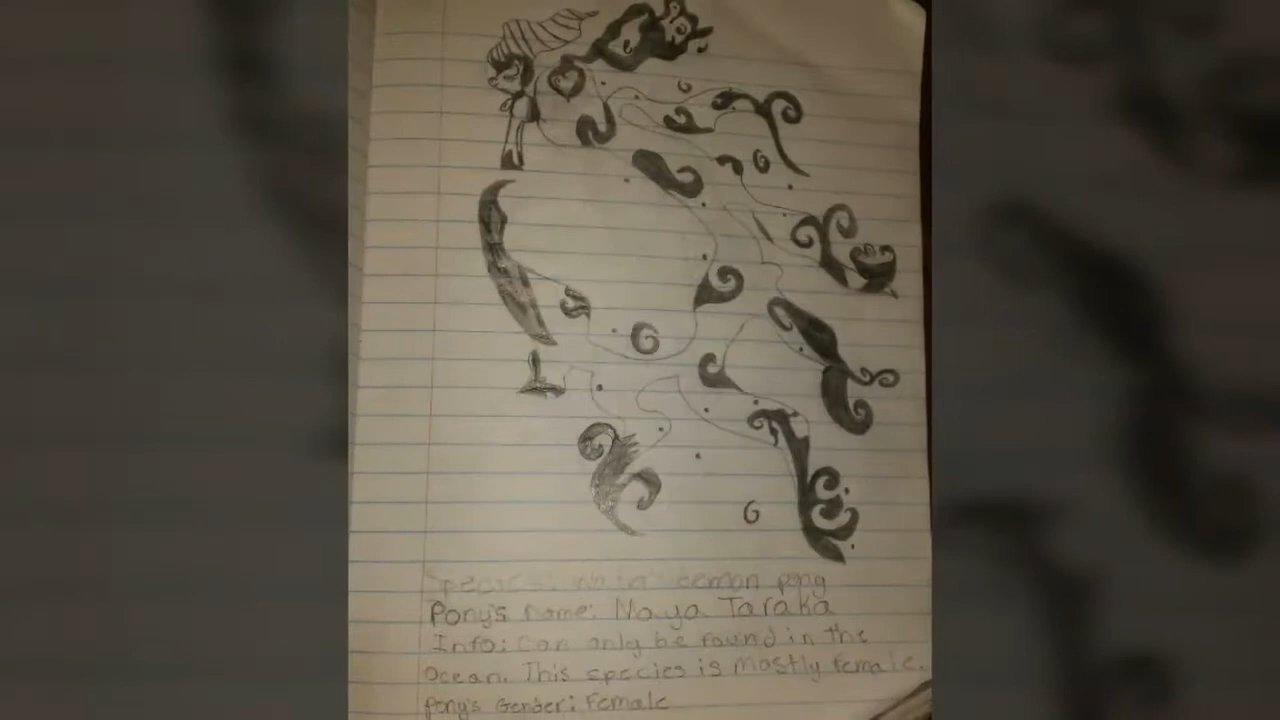 species: water demon pony
Pony's Name: Naya Taraka
Info: Can only be found in the
Ocean. This species is mostly female.
Pony's Gender: Female